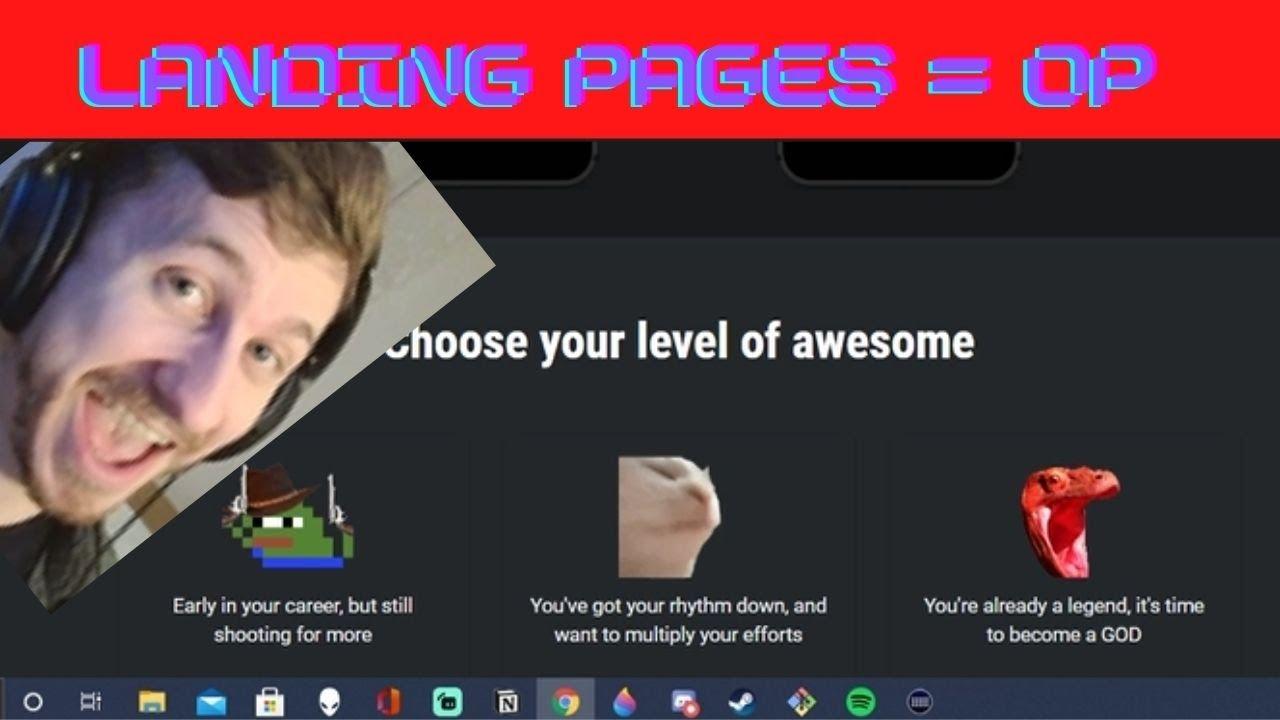 LANDING PAGES = OP
Choose your level of awesome
Early in your career, but still
shooting for more
You've got your rhythm down, and
want to multiply your efforts
You're already a legend, it's time
to become a GOD